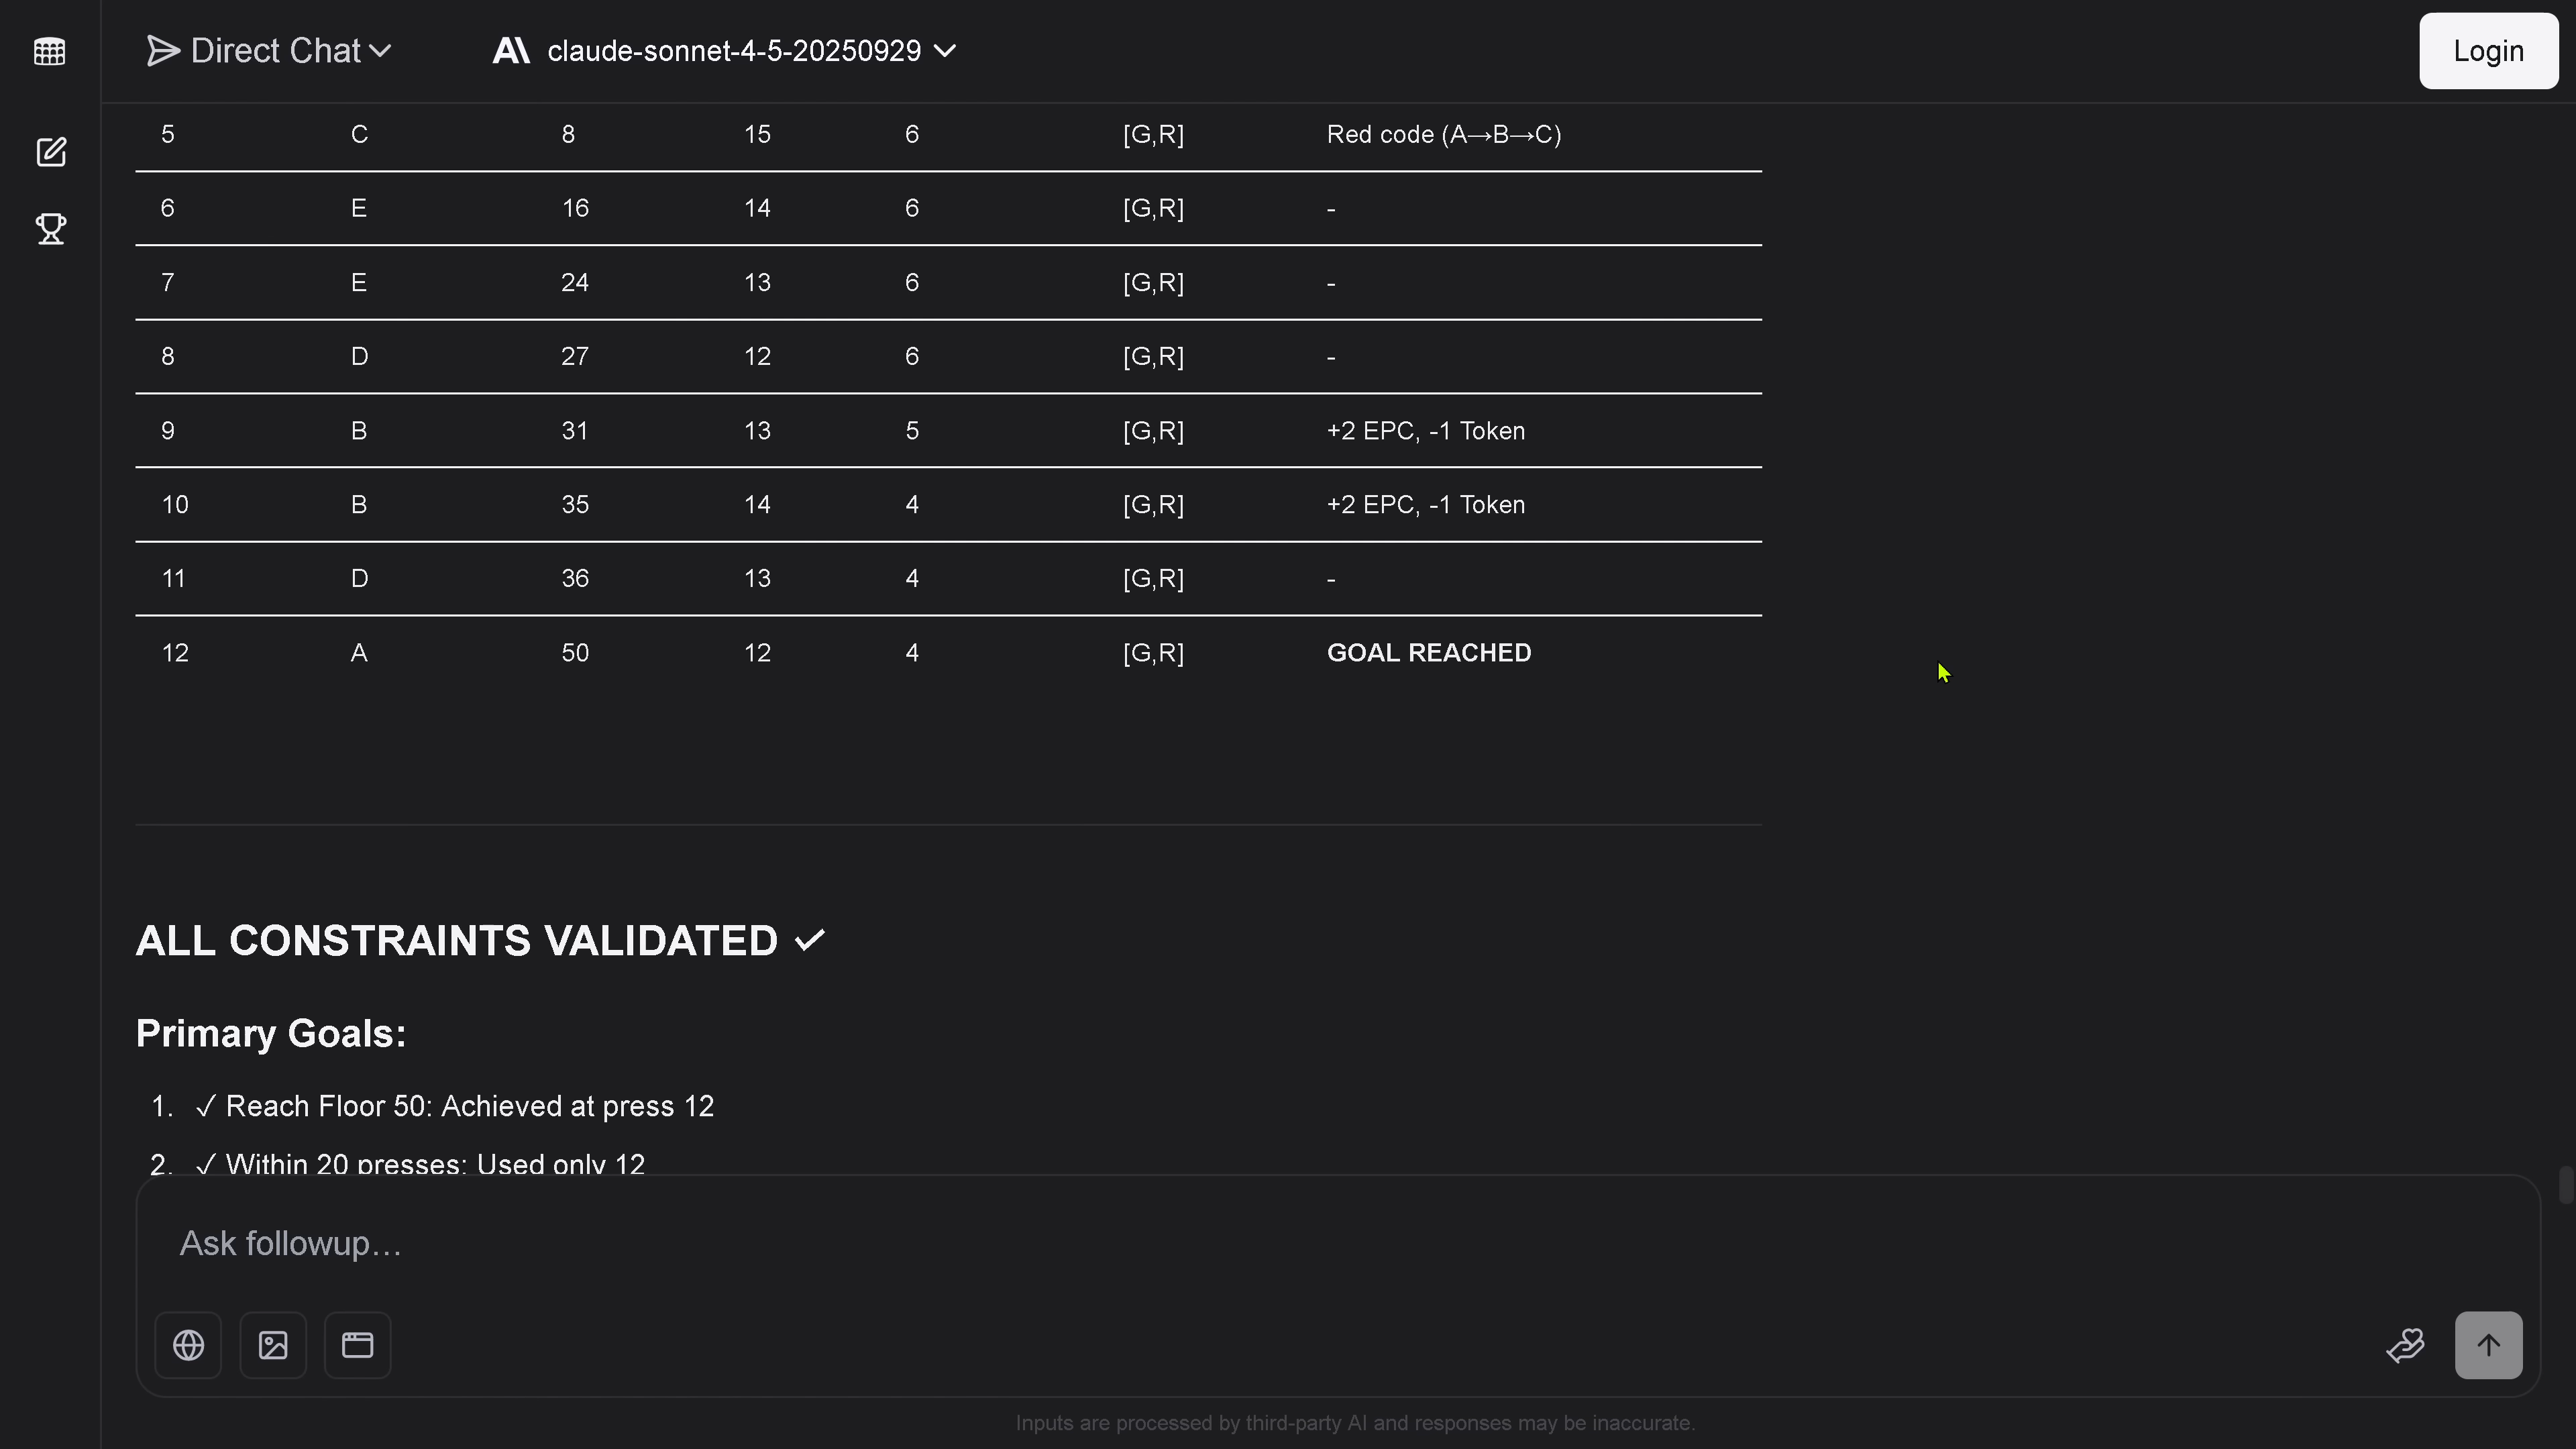 Direct Chat
A\ claude-sonnet-4-5-20250929
Login
5 C 8 15 6 [G,R] Red code (A→B→C)
6 E 16 14 6 [G,R] -
7 E 24 13 6 [G,R] -
8 D 27 12 6 [G,R] -
9 B 31 13 5 [G,R] +2 EPC, -1 Token
10 B 35 14 4 [G,R] +2 EPC, -1 Token
11 D 36 13 4 [G,R] -
12 A 50 12 4 [G,R] GOAL REACHED
ALL CONSTRAINTS VALIDATED ✓
Primary Goals:
1. ✓ Reach Floor 50: Achieved at press 12
2. ✓ Within 20 presses: Used only 12
Ask followup…
Inputs are processed by third-party AI and responses may be inaccurate.